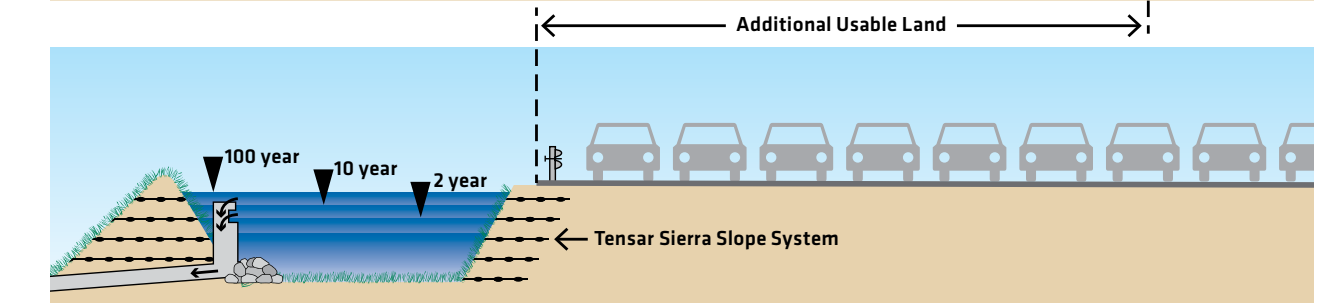 Additional Usable Land
100 year
10 year
2 year
Tensar Sierra Slope System